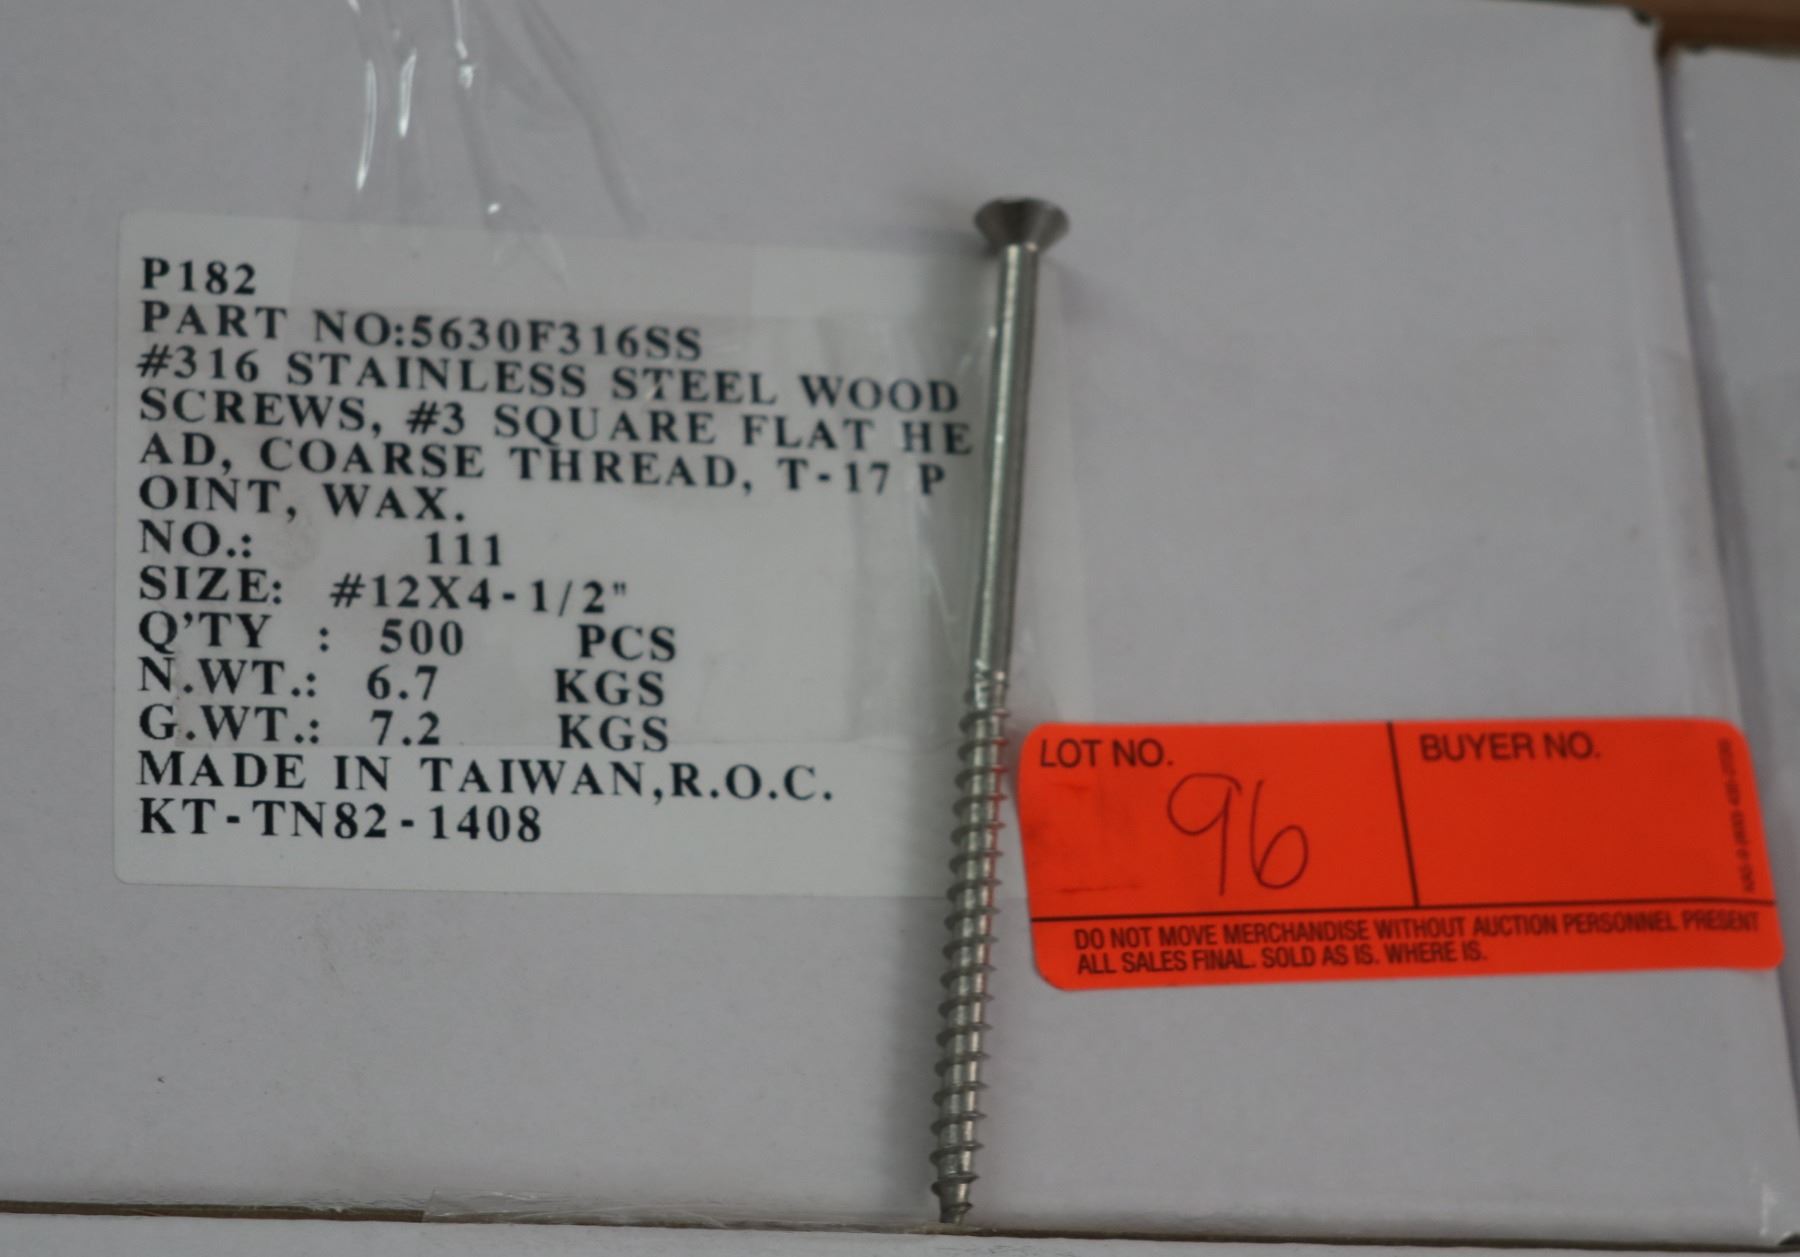 P182
PART NO:5630F316SS
#316 STAINLESS STEEL WOOD
SCREWS, #3 SQUARE FLAT HE
AD, COARSE THREAD, T-17 P
OINT, WAX.
NO.: 111
SIZE: #12X4-1/2"
Q'TY : 500 PCS
N.WT.: 6.7 KGS
G.WT.: 7.2 KGS
MADE IN TAIWAN,R.O.C.
KT-TN82-1408
LOT NO. 96
BUYER NO.
DO NOT MOVE MERCHANDISE WITHOUT AUCTION PERSONNEL PRESENT
ALL SALES FINAL. SOLD AS IS. WHERE IS.